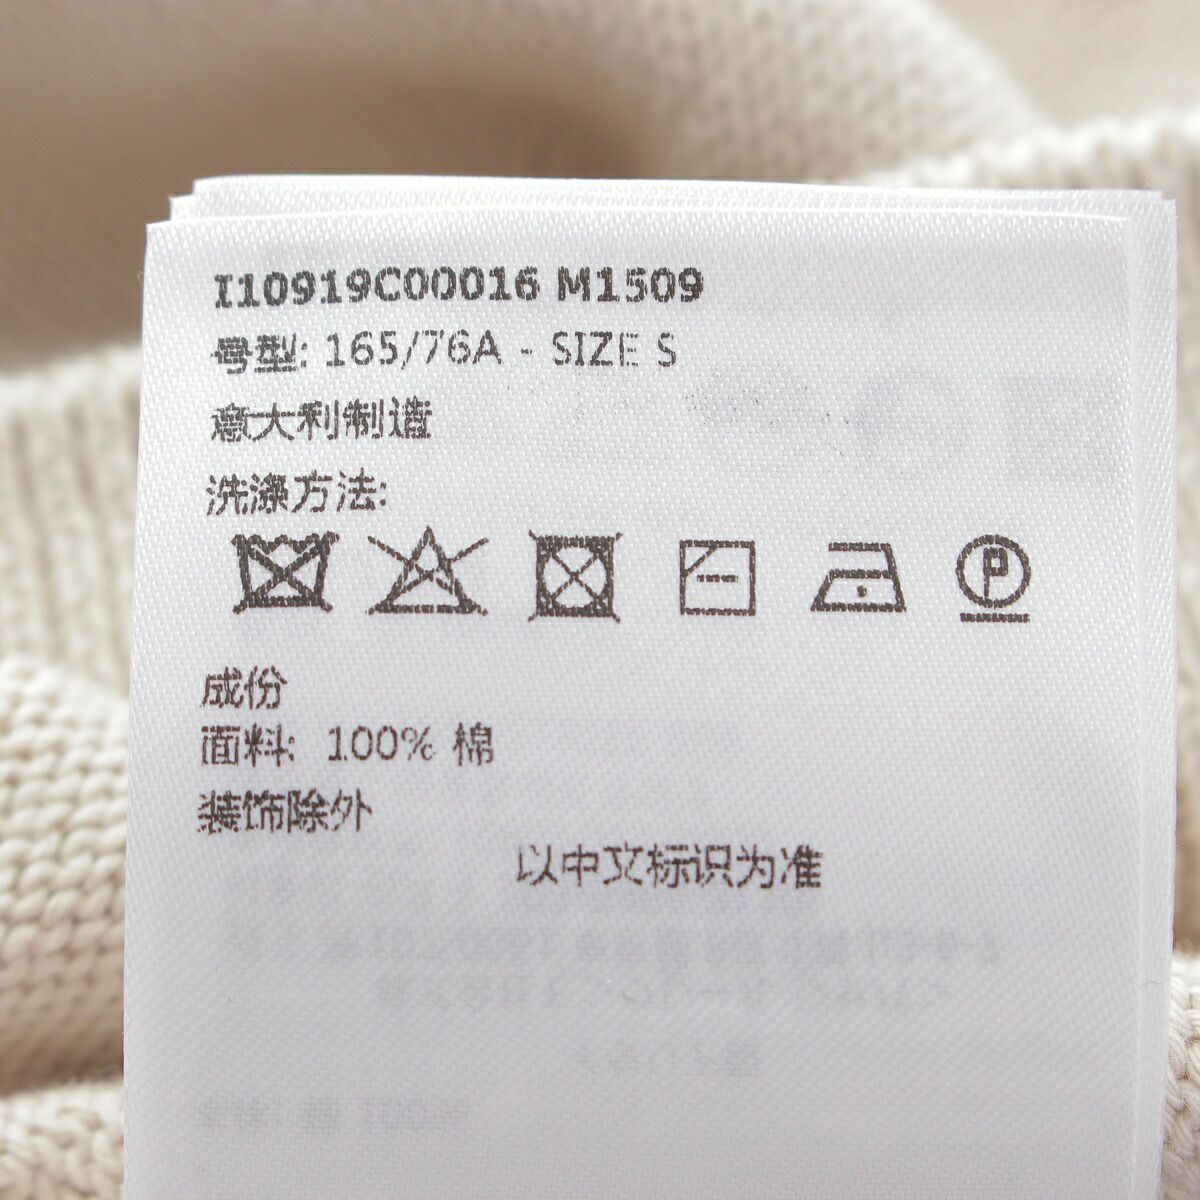 I10919C00016 M1509
号型: 165/76A - SIZE S
意大利制造
洗涤方法:
P
成份
面料: 100% 棉
装饰除外
以中文标识为准